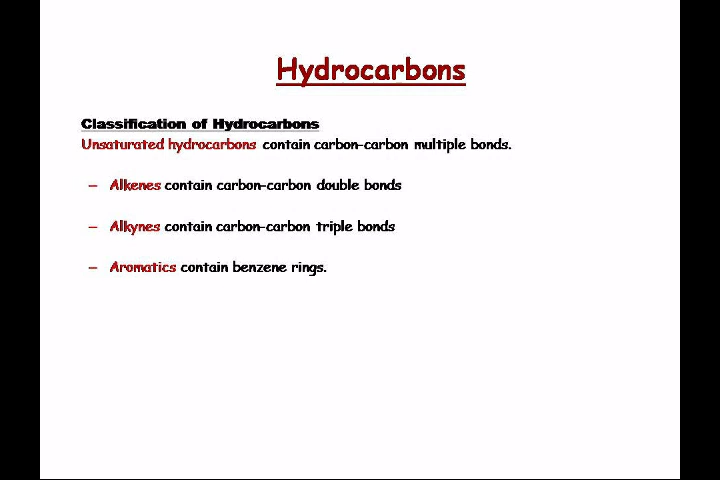 Hydrocarbons
Classification of Hydrocarbons
Unsaturated hydrocarbons contain carbon-carbon multiple bonds.
– Alkenes contain carbon-carbon double bonds
– Alkynes contain carbon-carbon triple bonds
– Aromatics contain benzene rings.